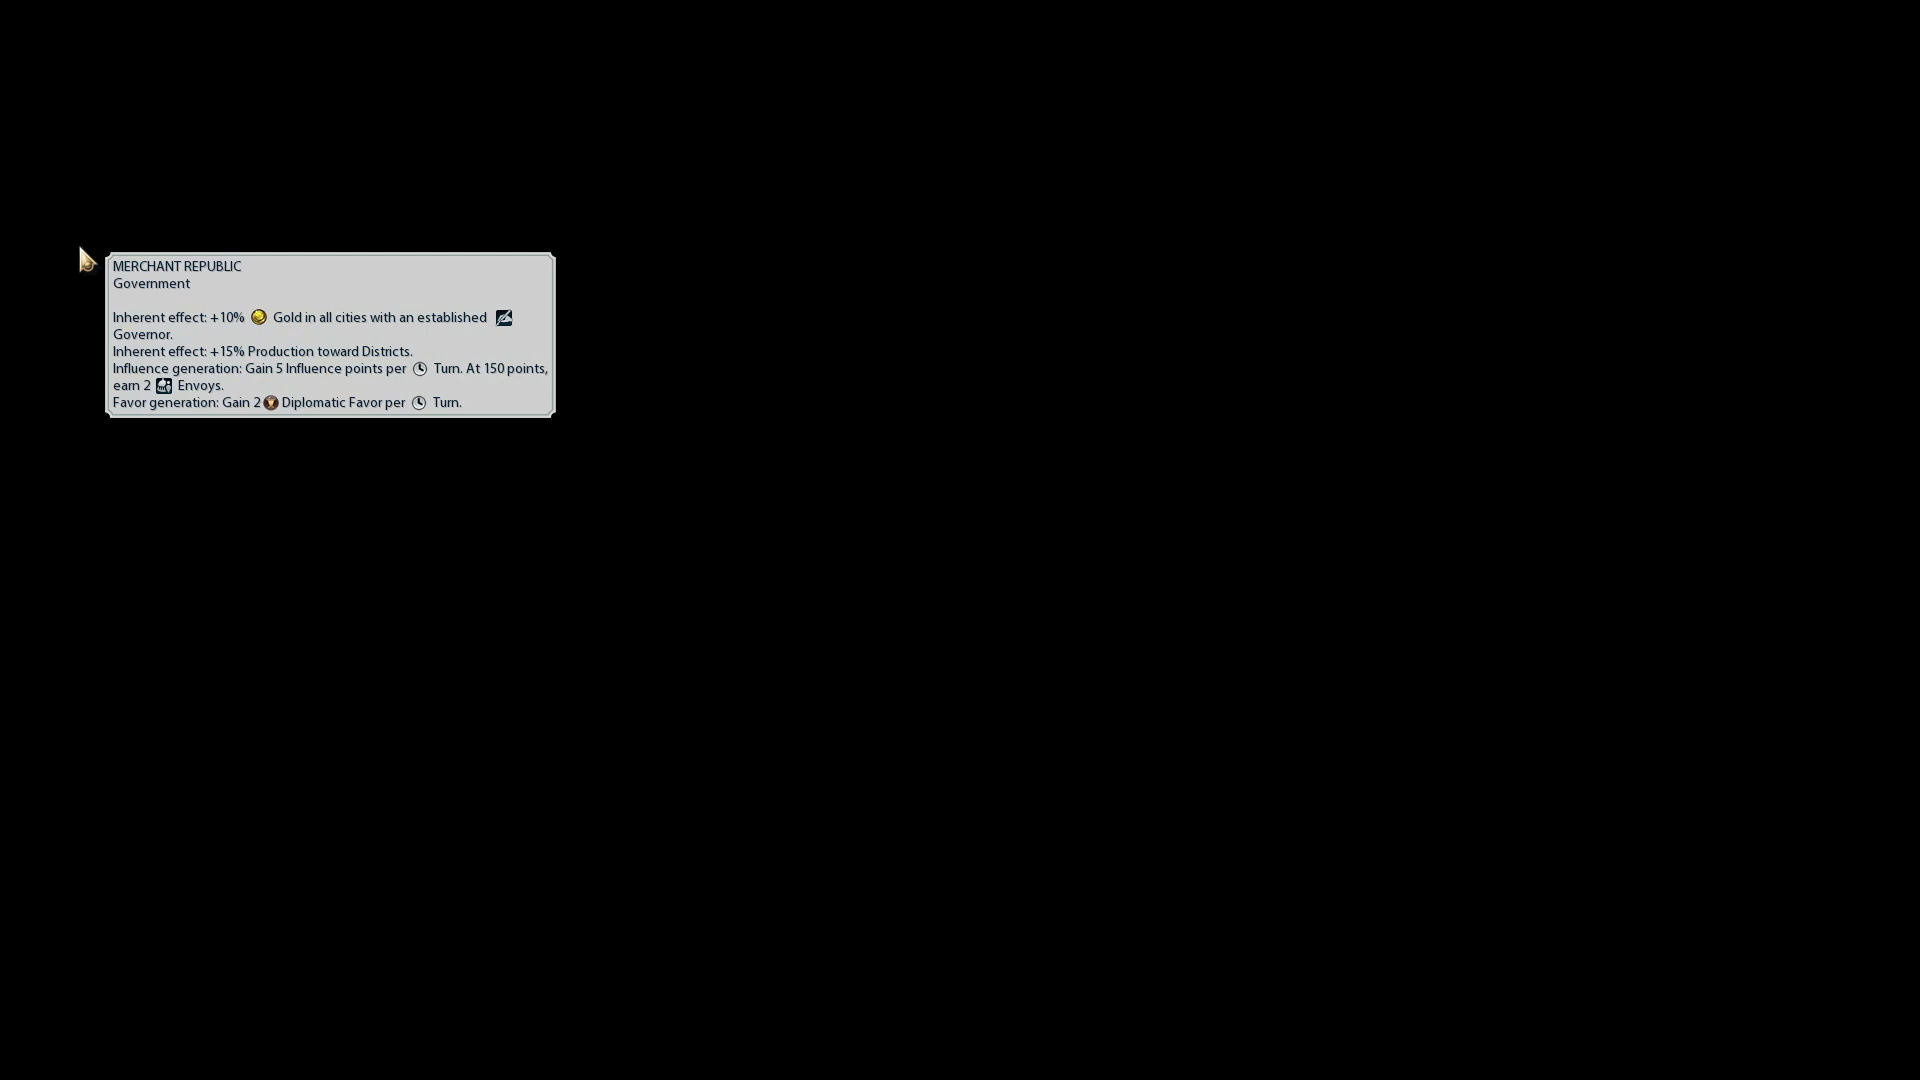 MERCHANT REPUBLIC
Government
Inherent effect: +10% Gold in all cities with an established
Governor.
Inherent effect: +15% Production toward Districts.
Influence generation: Gain 5 Influence points per Turn. At 150 points,
earn 2 Envoys.
Favor generation: Gain 2 Diplomatic Favor per Turn.